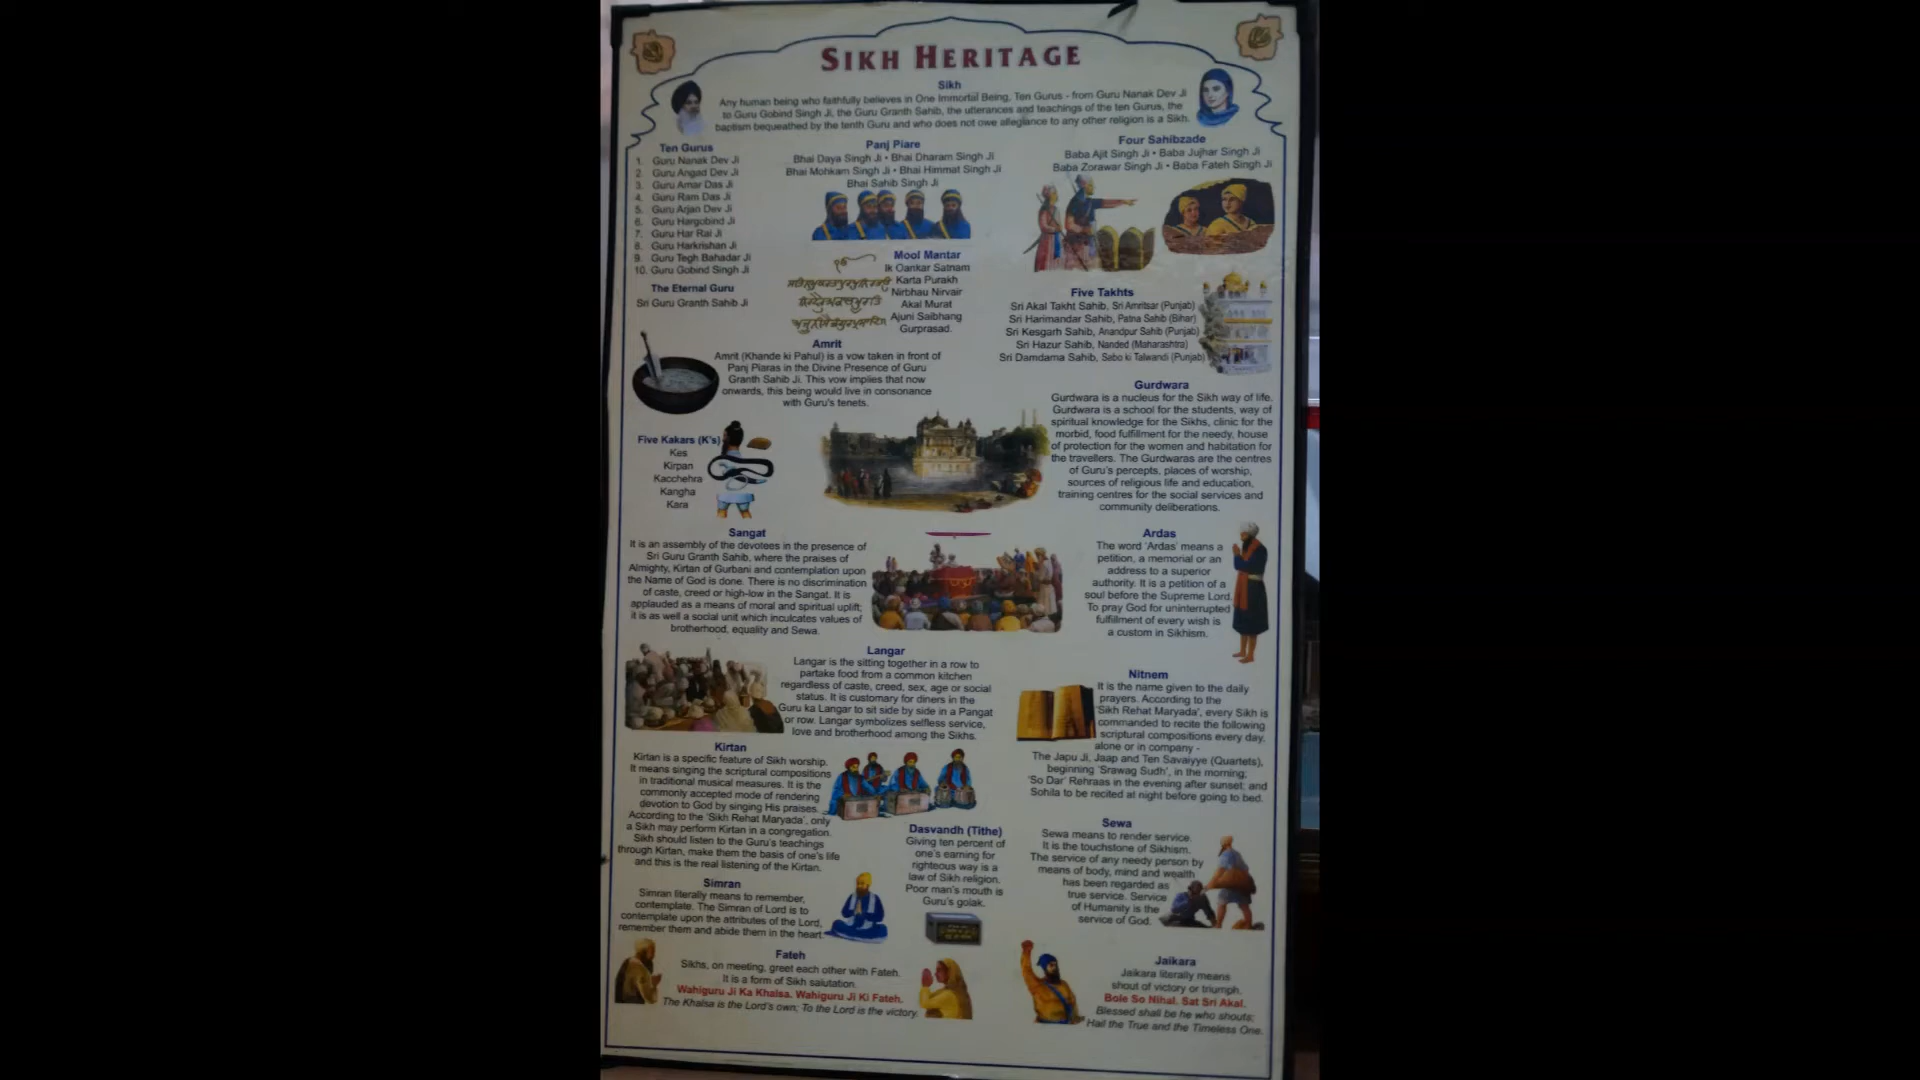 SIKH HERITAGE
Sikh
Any human being who faithfully believes in One Immortal Being, Ten Gurus - from Guru Nanak Dev Ji
to Guru Gobind Singh Ji, the Guru Granth Sahib, the utterances and teachings of the ten Gurus, the
baptism bequeathed by the tenth Guru and who does not owe allegiance to any other religion is a Sikh.
Ten Gurus
1. Guru Nanak Dev Ji
2. Guru Angad Dev Ji
3. Guru Amar Das Ji
4. Guru Ram Das Ji
5. Guru Arjan Dev Ji
6. Guru Hargobind Ji
7. Guru Har Rai Ji
8. Guru Harkrishan Ji
9. Guru Tegh Bahadar Ji
10. Guru Gobind Singh Ji
The Eternal Guru
Sri Guru Granth Sahib Ji
Panj Piare
Bhai Daya Singh Ji • Bhai Dharam Singh Ji
Bhai Mohkam Singh Ji • Bhai Himmat Singh Ji
Bhai Sahib Singh Ji
Four Sahibzade
Baba Ajit Singh Ji • Baba Jujhar Singh Ji
Baba Zorawar Singh Ji • Baba Fateh Singh Ji
Mool Mantar
Ik Oankar Satnam
Karta Purakh
Nirbhau Nirvair
Akal Murat
Ajuni Saibhang
Gurprasad.
Five Takhts
Sri Akal Takht Sahib, Sri Amritsar (Punjab)
Sri Harimandar Sahib, Patna Sahib (Bihar)
Sri Kesgarh Sahib, Anandpur Sahib (Punjab)
Sri Hazur Sahib, Nanded (Maharashtra)
Sri Damdama Sahib, Sabo ki Talwandi (Punjab)
Amrit
Amrit (Khande ki Pahul) is a vow taken in front of
Panj Piaras in the Divine Presence of Guru
Granth Sahib Ji. This vow implies that now
onwards, this being would live in consonance
with Guru's tenets.
Gurdwara
Gurdwara is a nucleus for the Sikh way of life.
Gurdwara is a school for the students, way of
spiritual knowledge for the Sikhs, clinic for the
morbid, food fulfillment for the needy, house
of protection for the women and habitation for
the travellers. The Gurdwaras are the centres
of Guru's percepts, places of worship,
sources of religious life and education,
training centres for the social services and
community deliberations.
Five Kakars (K's)
Kes
Kirpan
Kacchehra
Kangha
Kara
Sangat
It is an assembly of the devotees in the presence of
Sri Guru Granth Sahib, where the praises of
Almighty, Kirtan of Gurbani and contemplation upon
the Name of God is done. There is no discrimination
of caste, creed or high-low in the Sangat. It is
applauded as a means of moral and spiritual uplift;
it is as well a social unit which inculcates values of
brotherhood, equality and Sewa.
Ardas
The word 'Ardas' means a
petition, a memorial or an
address to a superior
authority. It is a petition of a
soul before the Supreme Lord.
To pray God for uninterrupted
fulfillment of every wish is
a custom in Sikhism.
Langar
Langar is the sitting together in a row to
partake food from a common kitchen
regardless of caste, creed, sex, age or social
status. It is customary for diners in the
Guru ka Langar to sit side by side in a Pangat
or row. Langar symbolizes selfless service,
love and brotherhood among the Sikhs.
Nitnem
It is the name given to the daily
prayers. According to the
'Sikh Rehat Maryada', every Sikh is
commanded to recite the following
scriptural compositions every day,
alone or in company -
The Japu Ji, Jaap and Ten Savaiyye (Quartets),
beginning 'Srawag Sudh', in the morning;
'So Dar' Rehraas in the evening after sunset; and
Sohila to be recited at night before going to bed.
Kirtan
Kirtan is a specific feature of Sikh worship.
It means singing the scriptural compositions
in traditional musical measures. It is the
commonly accepted mode of rendering
devotion to God by singing His praises.
According to the 'Sikh Rehat Maryada', only
a Sikh may perform Kirtan in a congregation.
Sikh should listen to the Guru's teachings
through Kirtan, make them the basis of one's life
and this is the real listening of the Kirtan.
Dasvandh (Tithe)
Giving ten percent of
one's earning for
righteous way is a
law of Sikh religion.
Poor man's mouth is
Guru's golak.
Sewa
Sewa means to render service.
It is the touchstone of Sikhism.
The service of any needy person by
means of body, mind and wealth
has been regarded as
true service. Service
of Humanity is the
service of God.
Simran
Simran literally means to remember,
contemplate. The Simran of Lord is to
contemplate upon the attributes of the Lord,
remember them and abide them in the heart.
Fateh
Sikhs, on meeting, greet each other with Fateh.
It is a form of Sikh salutation.
Wahiguru Ji Ka Khalsa. Wahiguru Ji Ki Fateh.
The Khalsa is the Lord's own; To the Lord is the victory.
Jaikara
Jaikara literally means
shout of victory or triumph.
Bole So Nihal. Sat Sri Akal.
Blessed shall be he who shouts;
Hail the True and the Timeless One.